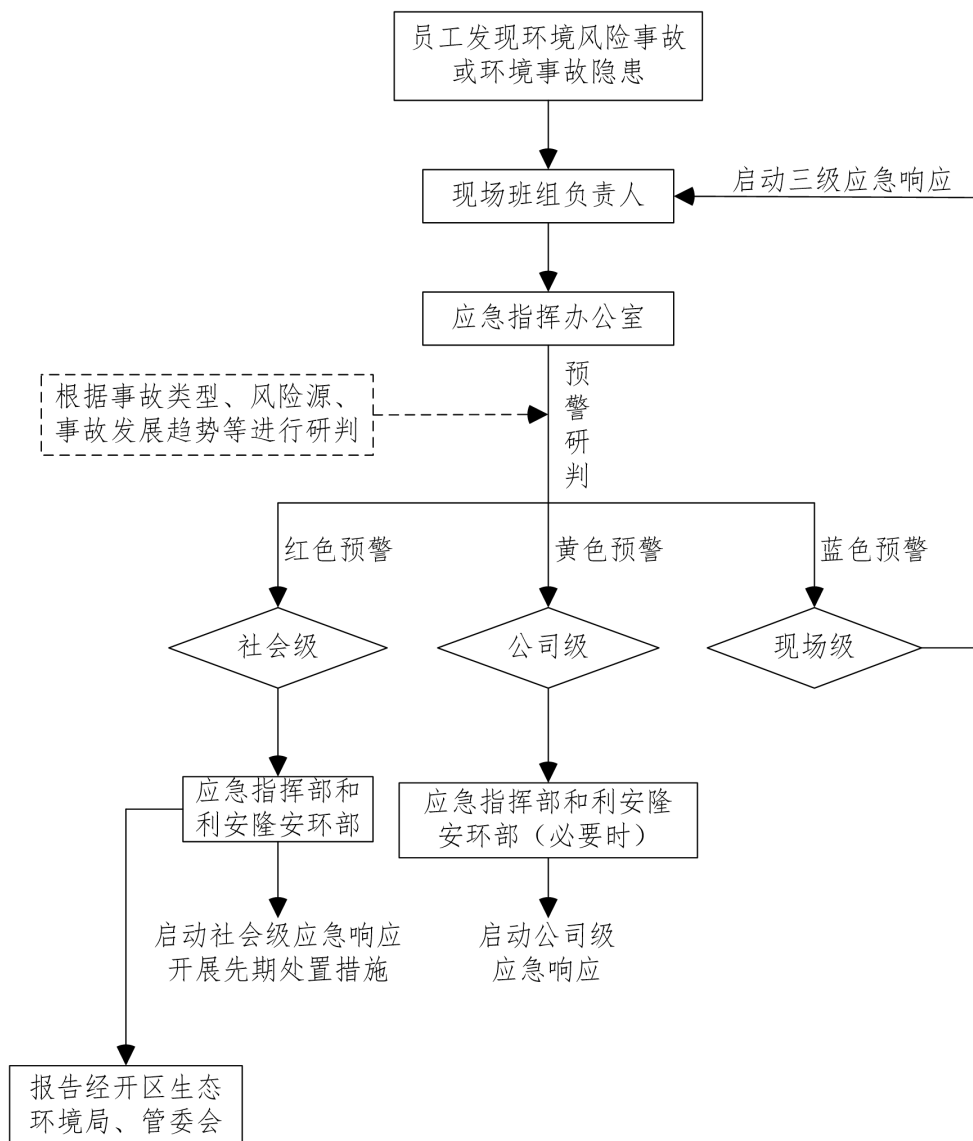 员工发现环境风险事故
或环境事故隐患
启动三级应急响应
现场班组负责人
应急指挥办公室
预警研判
根据事故类型、风险源、
事故发展趋势等进行研判
红色预警
黄色预警
蓝色预警
社会级
公司级
现场级
应急指挥部和
利安隆安环部
应急指挥部和利安隆
安环部（必要时）
启动社会级应急响应
开展先期处置措施
启动公司级
应急响应
报告经开区生态
环境局、管委会